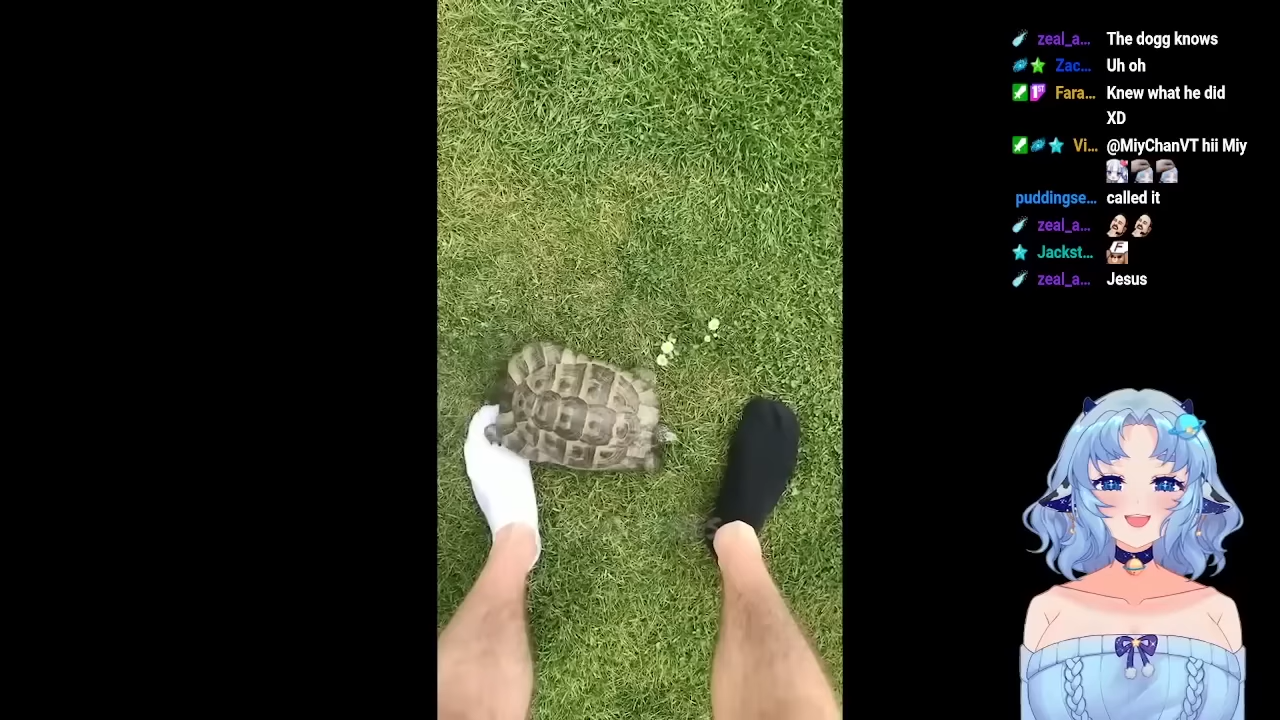 zeal_a... The dogg knows
Zac... Uh oh
Fara... Knew what he did
XD
Vi... @MiyChanVT hii Miy
puddingse... called it
zeal_a...
Jackst...
zeal_a... Jesus